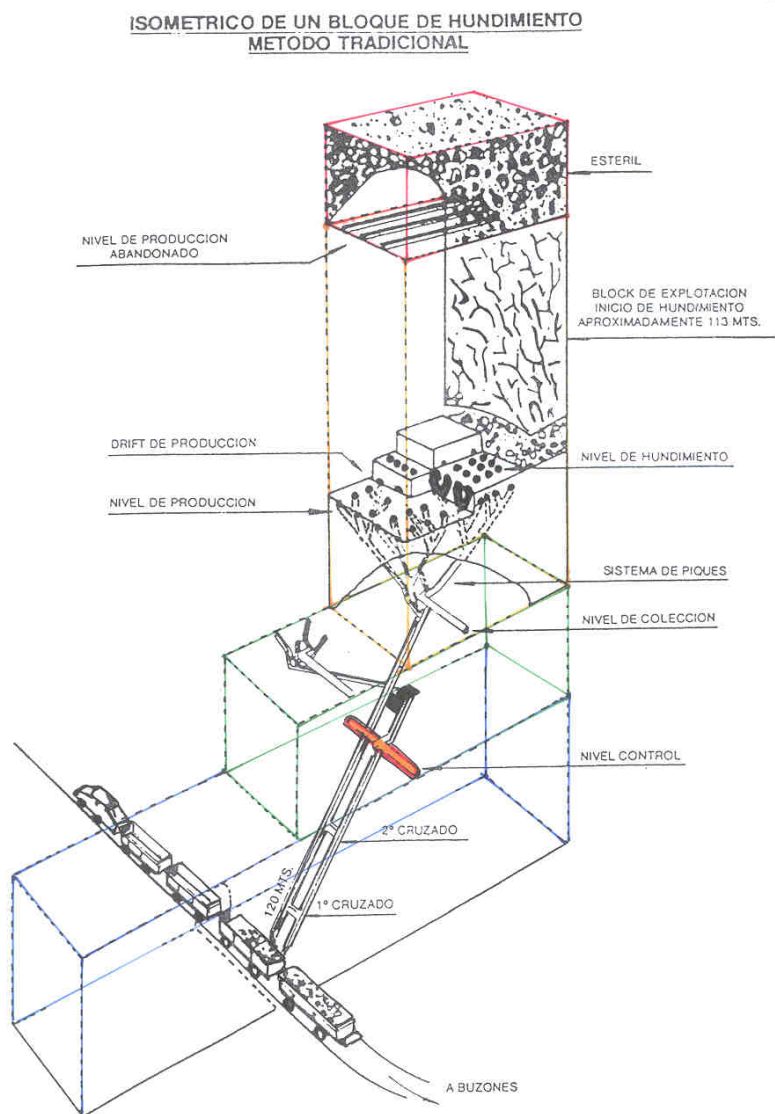 ISOMETRICO DE UN BLOQUE DE HUNDIMIENTO
METODO TRADICIONAL
ESTERIL
NIVEL DE PRODUCCION
ABANDONADO
BLOCK DE EXPLOTACION
INICIO DE HUNDIMIENTO
APROXIMADAMENTE 113 MTS.
DRIFT DE PRODUCCION
NIVEL DE HUNDIMIENTO
NIVEL DE PRODUCCION
SISTEMA DE PIQUES
NIVEL DE COLECCION
NIVEL CONTROL
2º CRUZADO
120 MTS.
1º CRUZADO
A BUZONES